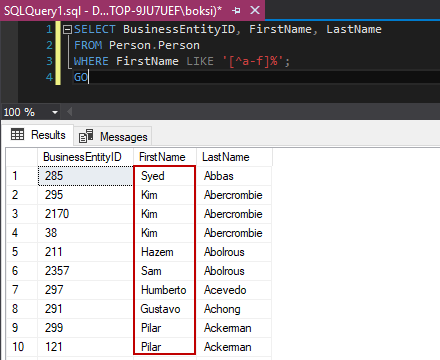 SQLQuery1.sql - D...TOP-9JU7UEF\boksi)*
1 SELECT BusinessEntityID, FirstName, LastName
2 FROM Person.Person
3 WHERE FirstName LIKE '[^a-f]%';
4 GO
100 %
Results Messages
BusinessEntityID FirstName LastName
1 285 Syed Abbas
2 295 Kim Abercrombie
3 2170 Kim Abercrombie
4 38 Kim Abercrombie
5 211 Hazem Abolrous
6 2357 Sam Abolrous
7 297 Humberto Acevedo
8 291 Gustavo Achong
9 299 Pilar Ackerman
10 121 Pilar Ackerman